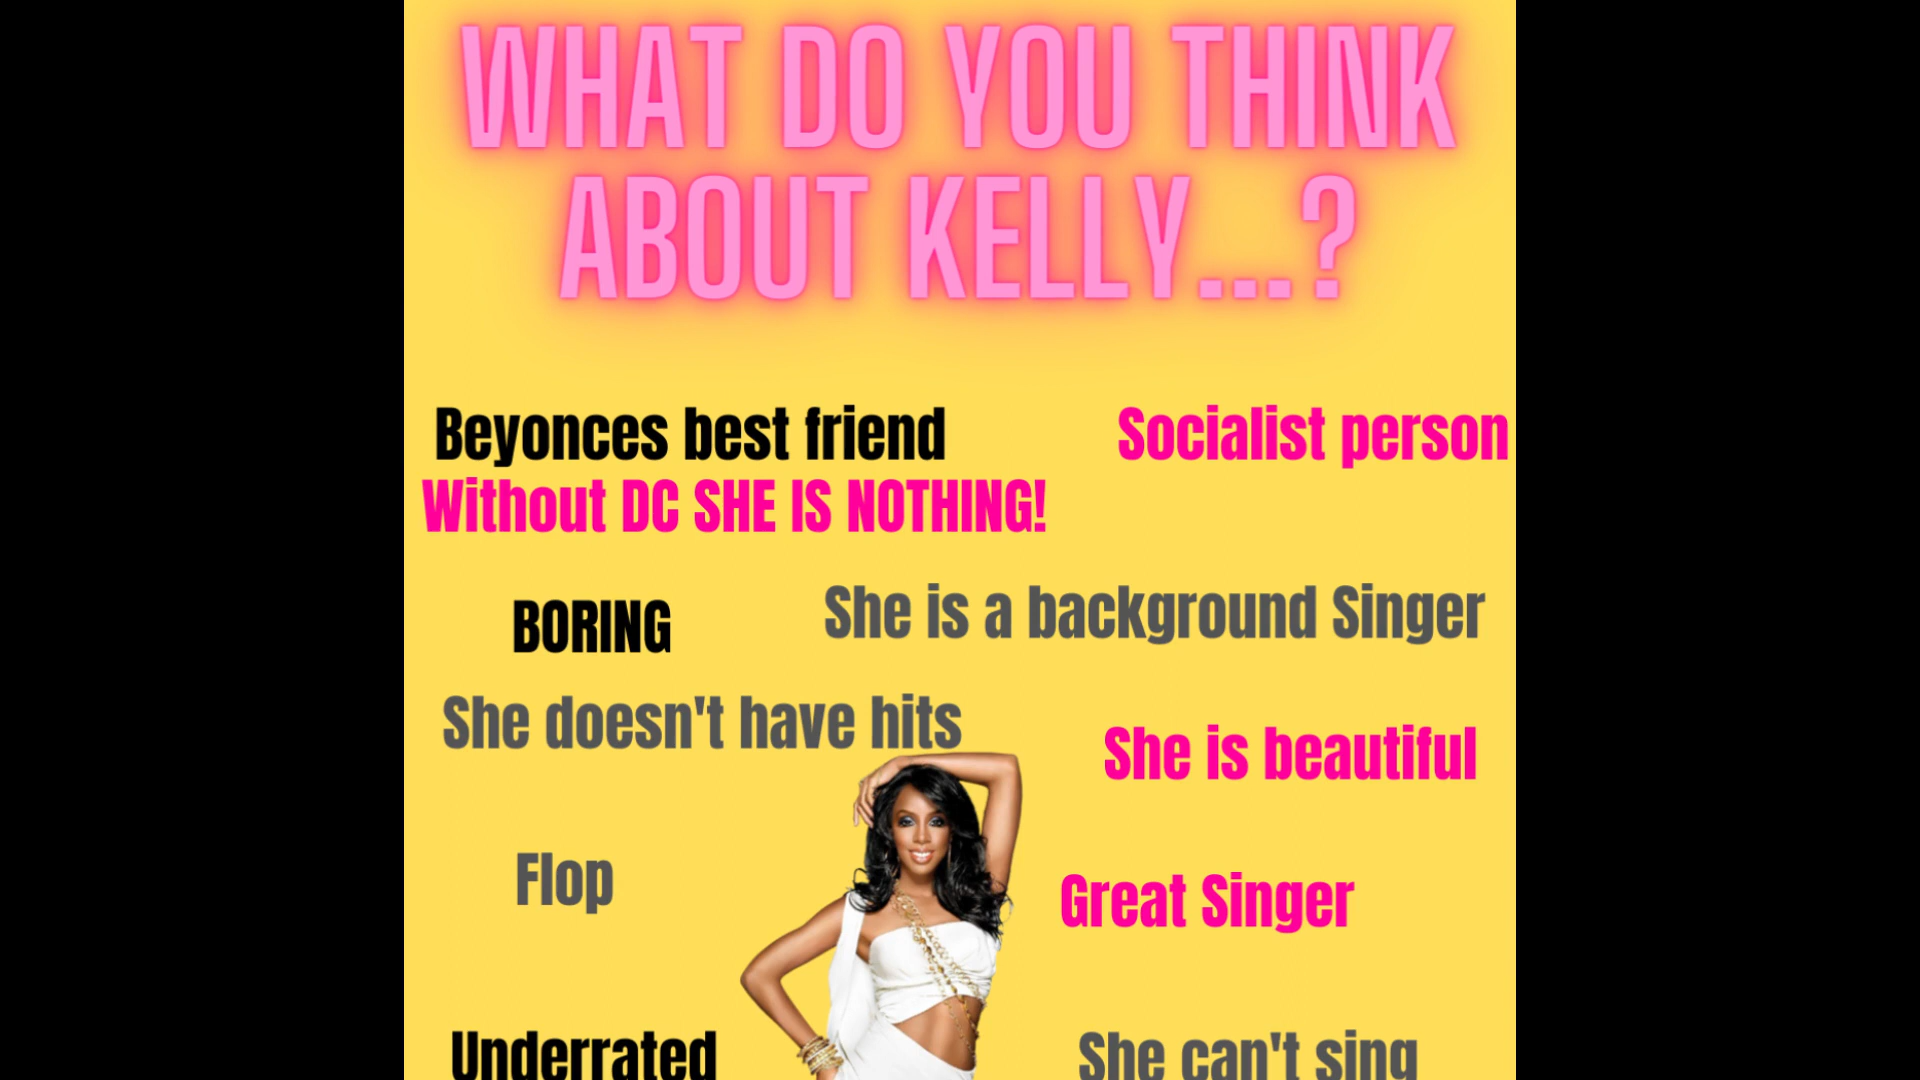 WHAT DO YOU THINK
ABOUT KELLY...?
Beyonces best friend
Socialist person
Without DC SHE IS NOTHING!
BORING
She is a background Singer
She doesn't have hits
She is beautiful
Flop
Great Singer
Underrated
She can't sing